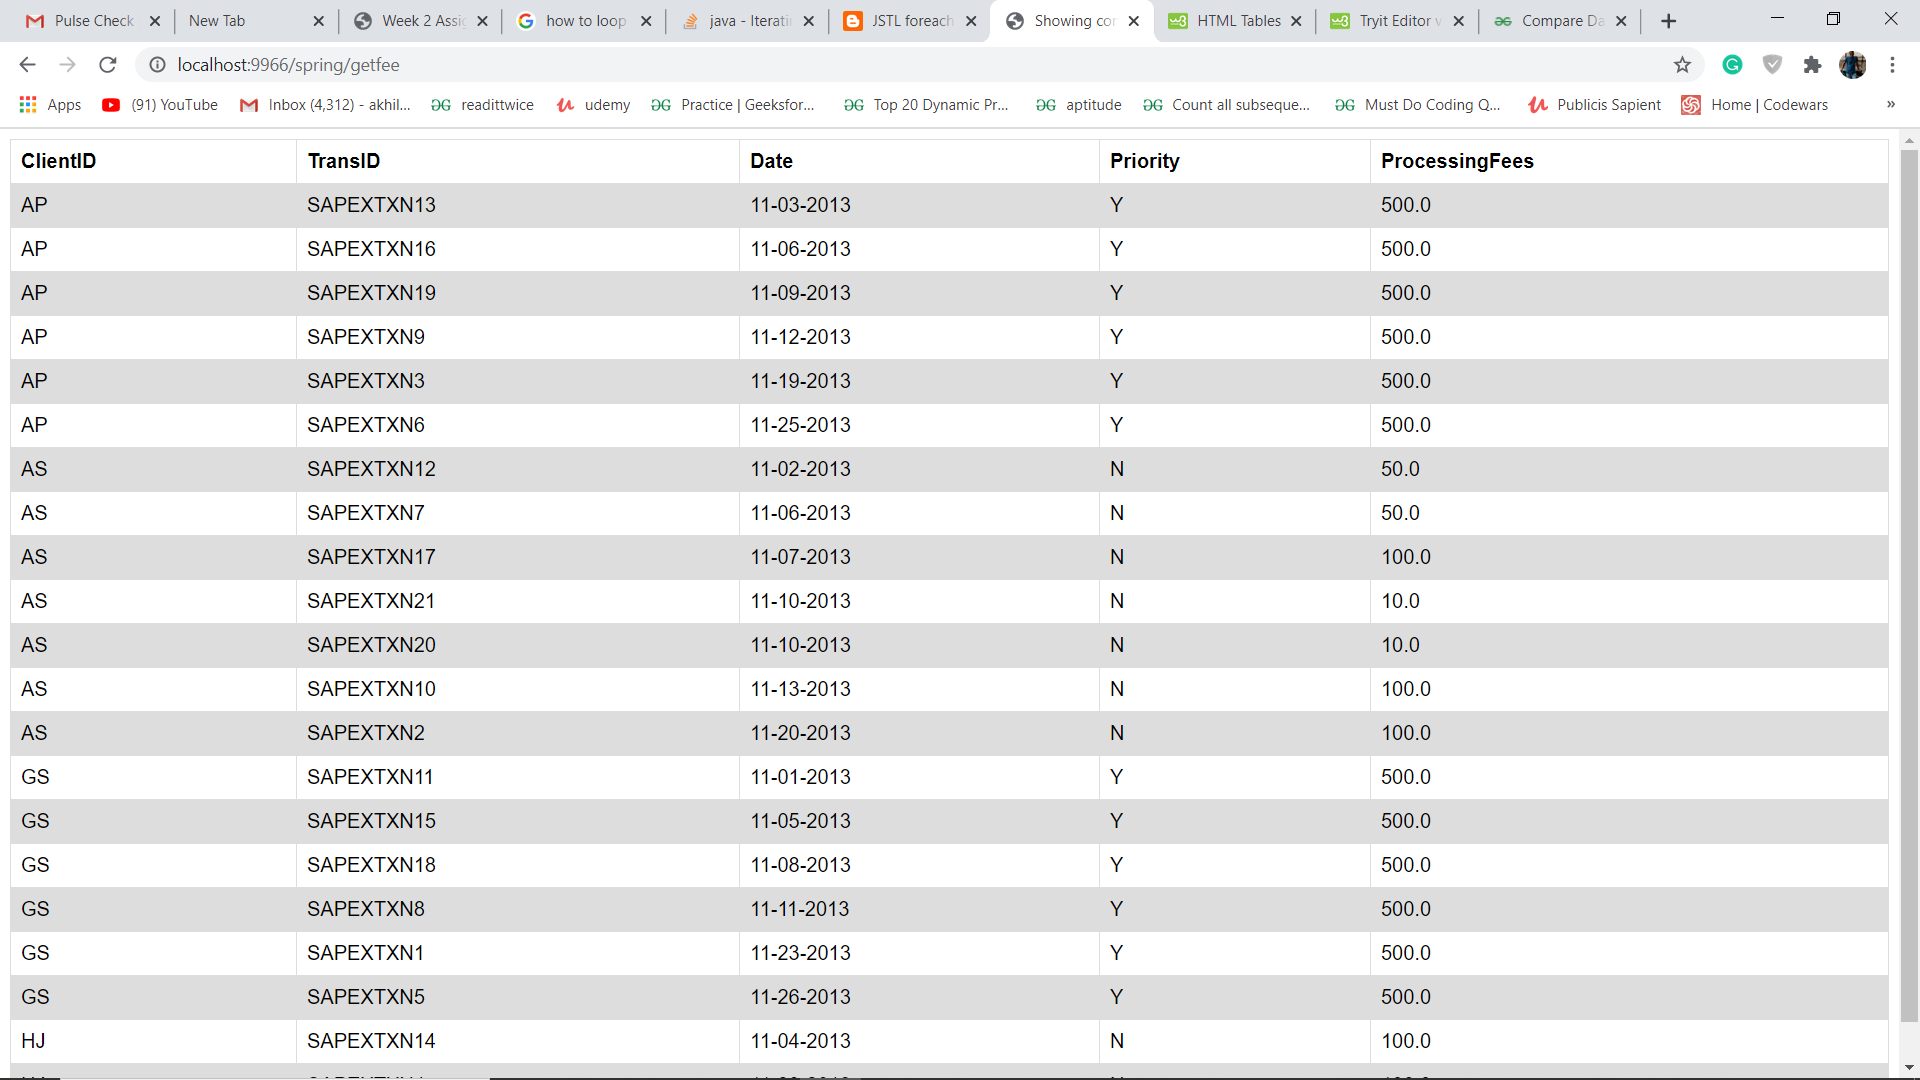 Pulse Check New Tab Week 2 Assi how to loop java - Iteratin JSTL foreach Showing con HTML Tables Tryit Editor v Compare Da
localhost:9966/spring/getfee
Apps (91) YouTube Inbox (4,312) - akhil... readittwice udemy Practice | Geeksfor... Top 20 Dynamic Pr... aptitude Count all subseque... Must Do Coding Q... Publicis Sapient Home | Codewars »
ClientID TransID Date Priority ProcessingFees
AP SAPEXTXN13 11-03-2013 Y 500.0
AP SAPEXTXN16 11-06-2013 Y 500.0
AP SAPEXTXN19 11-09-2013 Y 500.0
AP SAPEXTXN9 11-12-2013 Y 500.0
AP SAPEXTXN3 11-19-2013 Y 500.0
AP SAPEXTXN6 11-25-2013 Y 500.0
AS SAPEXTXN12 11-02-2013 N 50.0
AS SAPEXTXN7 11-06-2013 N 50.0
AS SAPEXTXN17 11-07-2013 N 100.0
AS SAPEXTXN21 11-10-2013 N 10.0
AS SAPEXTXN20 11-10-2013 N 10.0
AS SAPEXTXN10 11-13-2013 N 100.0
AS SAPEXTXN2 11-20-2013 N 100.0
GS SAPEXTXN11 11-01-2013 Y 500.0
GS SAPEXTXN15 11-05-2013 Y 500.0
GS SAPEXTXN18 11-08-2013 Y 500.0
GS SAPEXTXN8 11-11-2013 Y 500.0
GS SAPEXTXN1 11-23-2013 Y 500.0
GS SAPEXTXN5 11-26-2013 Y 500.0
HJ SAPEXTXN14 11-04-2013 N 100.0